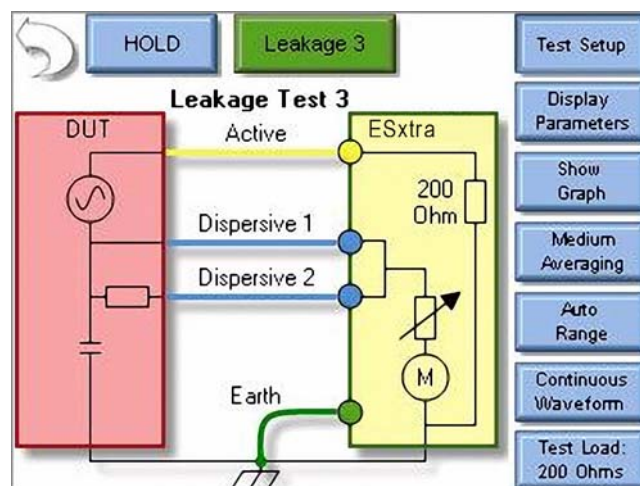 HOLD
Leakage 3
Test Setup
Leakage Test 3
DUT
Active
ESxtra
Display
Parameters
200
Ohm
Show
Graph
Dispersive 1
Medium
Averaging
Dispersive 2
Auto
Range
M
Earth
Continuous
Waveform
Test Load:
200 Ohms